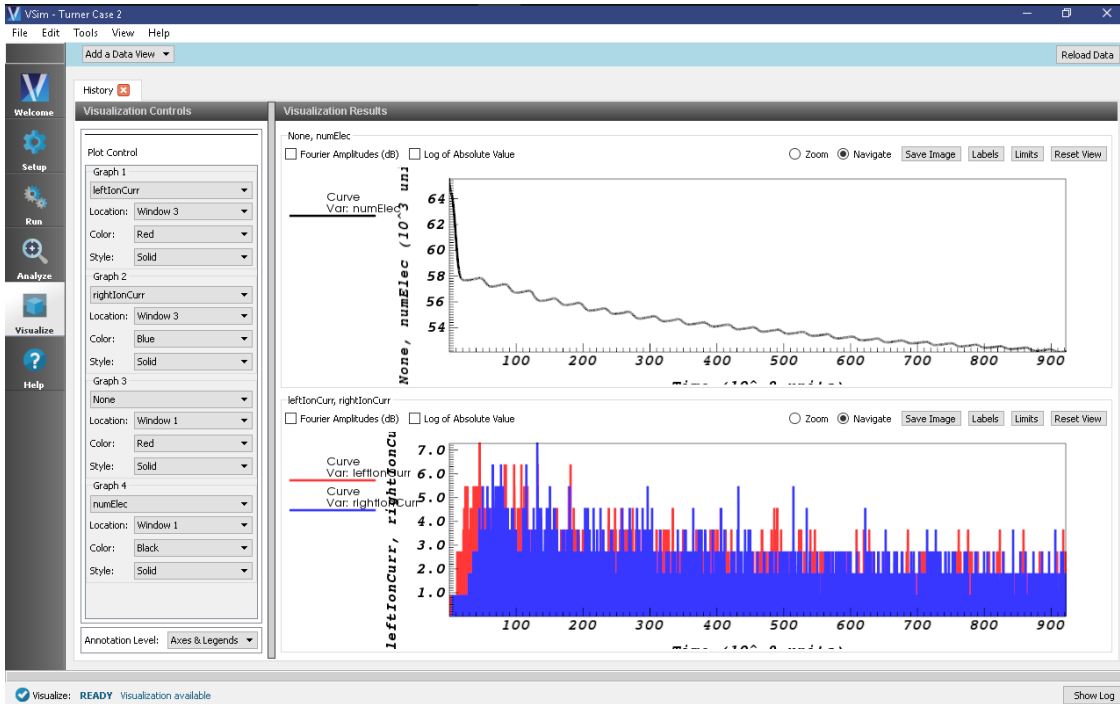 VSim - Turner Case 2
File Edit Tools View Help
Add a Data View
Reload Data
Welcome
Setup
Run
Analyze
Visualize
Help
History
Visualization Controls
Plot Control
Graph 1
leftIonCurr
Location: Window 3
Color: Red
Style: Solid
Graph 2
rightIonCurr
Location: Window 3
Color: Blue
Style: Solid
Graph 3
None
Location: Window 1
Color: Red
Style: Solid
Graph 4
numElec
Location: Window 1
Color: Black
Style: Solid
Annotation Level: Axes & Legends
Visualization Results
None, numElec
Fourier Amplitudes (dB) Log of Absolute Value Zoom Navigate Save Image Labels Limits Reset View
Curve
Var: numElec
None, numElec (10^3 uni
64
62
60
58
56
54
100 200 300 400 500 600 700 800 900
leftIonCurr, rightIonCurr
Fourier Amplitudes (dB) Log of Absolute Value Zoom Navigate Save Image Labels Limits Reset View
Curve
Var: leftIonCurr
Curve
Var: rightIonCurr
leftIonCurr, rightIonCu
7.0
6.0
5.0
4.0
3.0
2.0
1.0
100 200 300 400 500 600 700 800 900
Visualize: READY Visualization available
Show Log